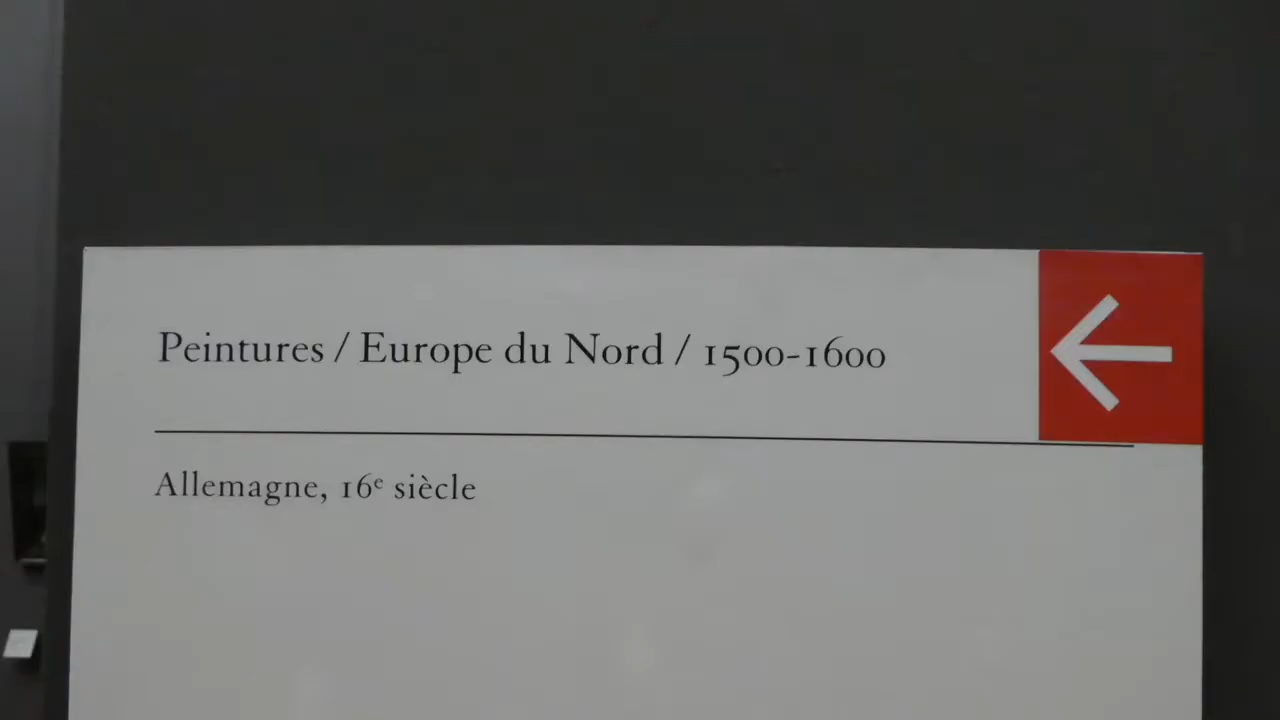 Peintures / Europe du Nord / 1500-1600
Allemagne, 16e siècle